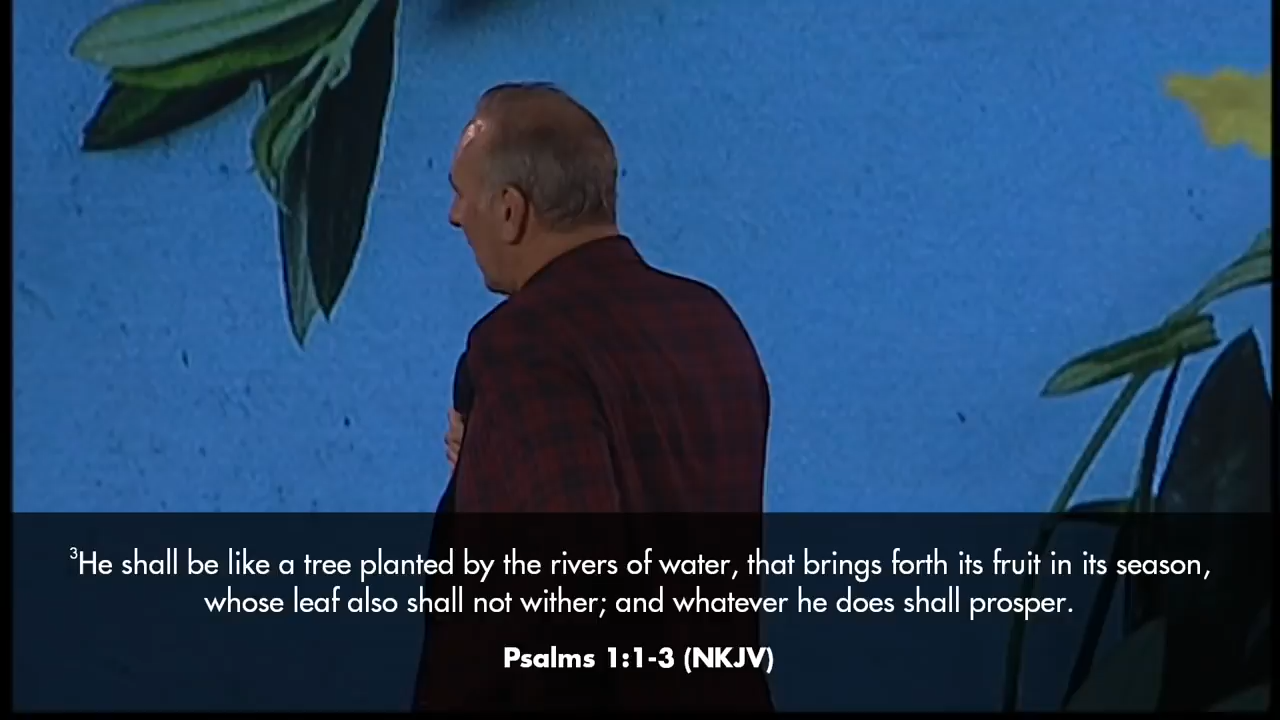 ³He shall be like a tree planted by the rivers of water, that brings forth its fruit in its season,
whose leaf also shall not wither; and whatever he does shall prosper.
Psalms 1:1-3 (NKJV)